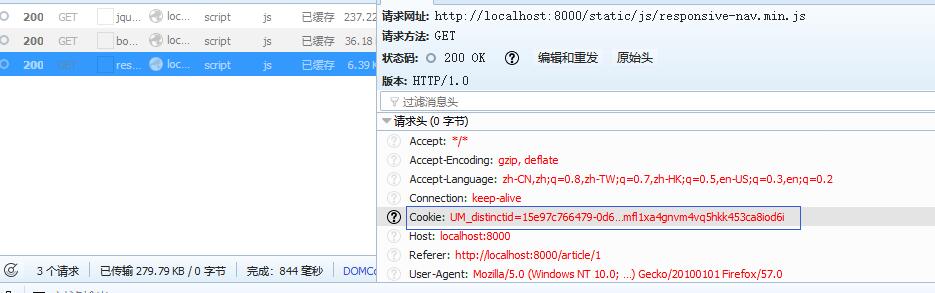 200 GET jqu... loc... script js 已缓存 237.22
200 GET bo... loc... script js 已缓存 36.18
200 GET res... loc... script js 已缓存 6.39 K
3 个请求 已传输 279.79 KB / 0 字节 完成：844 毫秒 DOMCo
请求网址: http://localhost:8000/static/js/responsive-nav.min.js
请求方法: GET
状态码: 200 OK ? 编辑和重发 原始头
版本: HTTP/1.0
过滤消息头
请求头 (0 字节)
? Accept: */*
? Accept-Encoding: gzip, deflate
? Accept-Language: zh-CN,zh;q=0.8,zh-TW;q=0.7,zh-HK;q=0.5,en-US;q=0.3,en;q=0.2
? Connection: keep-alive
? Cookie: UM_distinctid=15e97c766479-0d6...mfl1xa4gnvm4vq5hkk453ca8iod6i
? Host: localhost:8000
? Referer: http://localhost:8000/article/1
? User-Agent: Mozilla/5.0 (Windows NT 10.0; ...) Gecko/20100101 Firefox/57.0